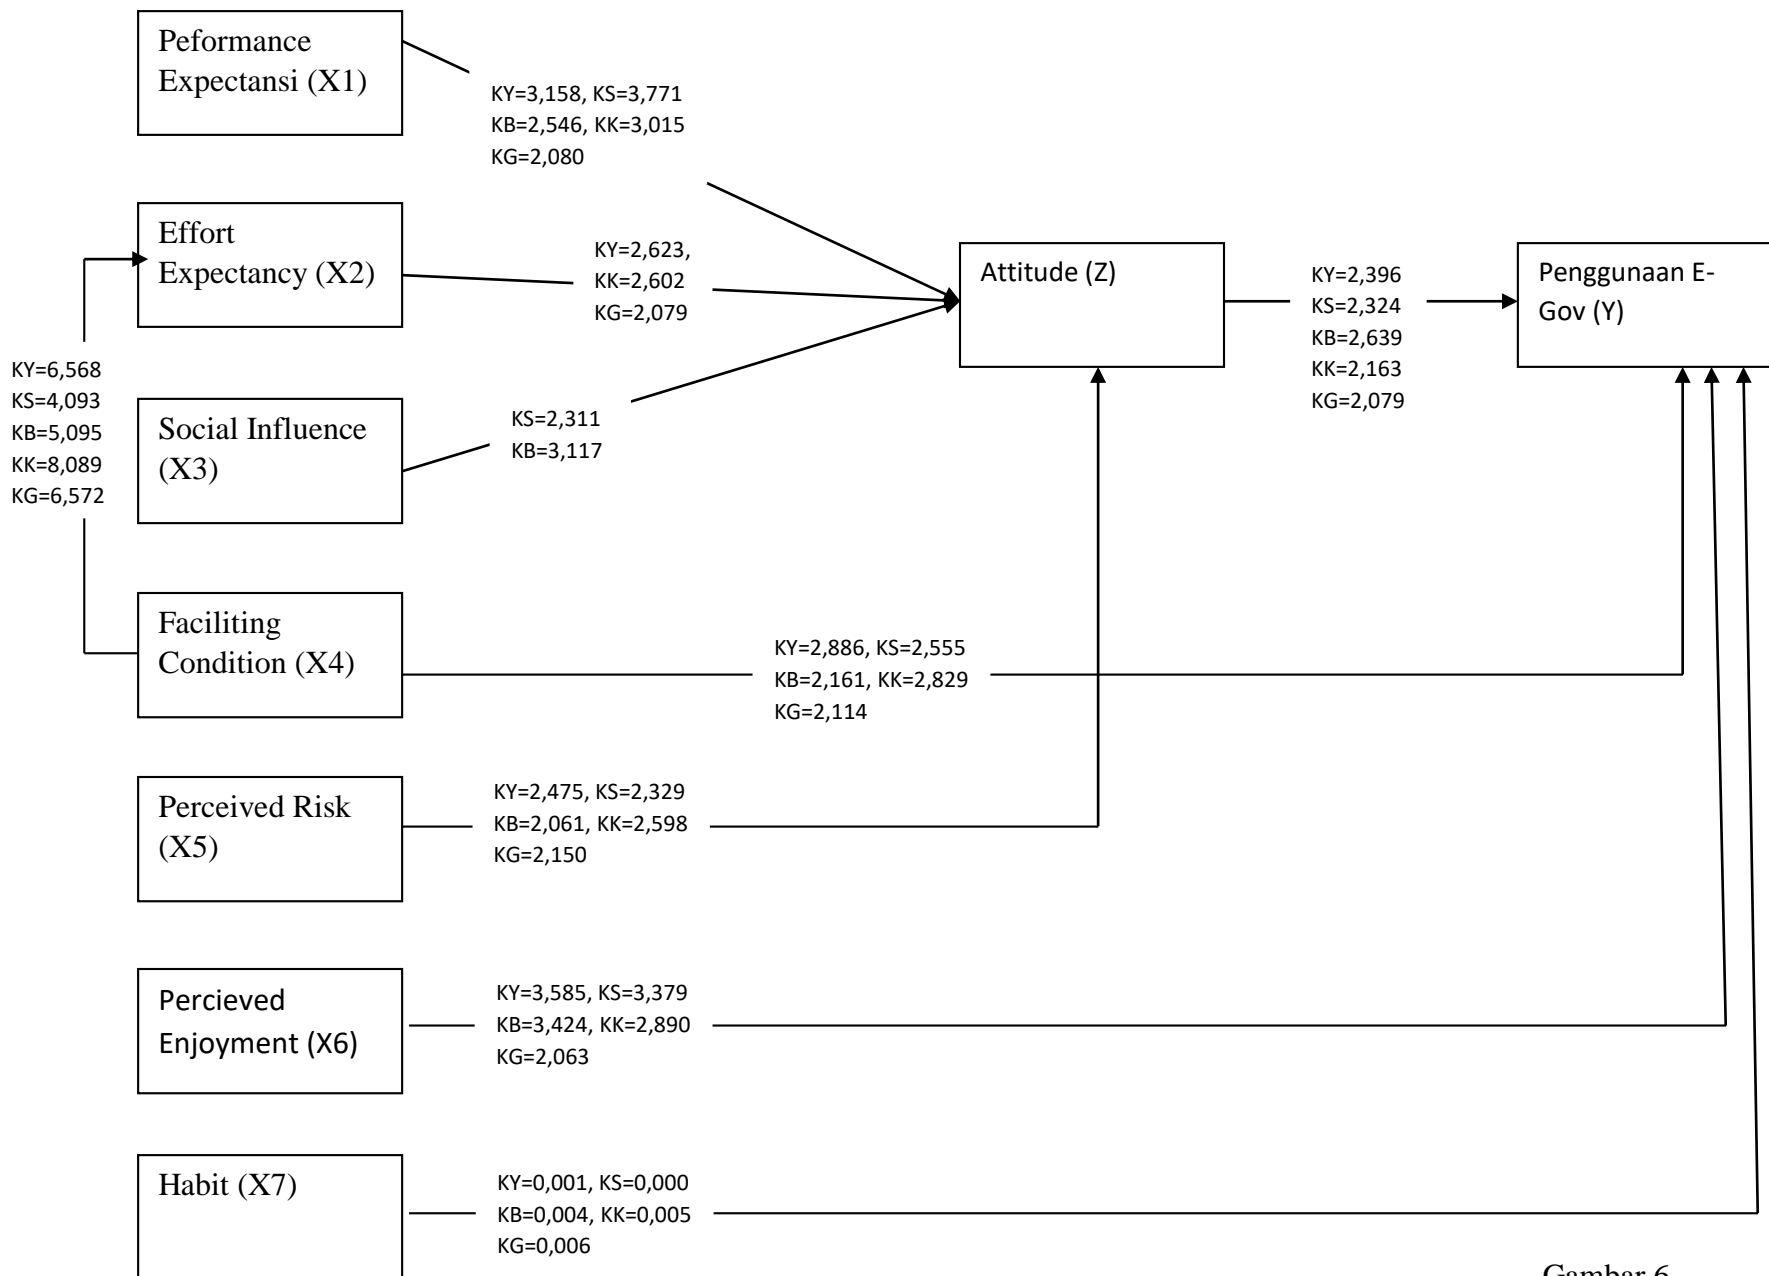 Peformance
Expectansi (X1)
KY=3,158, KS=3,771
KB=2,546, KK=3,015
KG=2,080
Effort
Expectancy (X2)
KY=2,623,
KK=2,602
KG=2,079
Attitude (Z)
KY=2,396
KS=2,324
KB=2,639
KK=2,163
KG=2,079
Penggunaan E-
Gov (Y)
KY=6,568
KS=4,093
KB=5,095
KK=8,089
KG=6,572
Social Influence
(X3)
KS=2,311
KB=3,117
Faciliting
Condition (X4)
KY=2,886, KS=2,555
KB=2,161, KK=2,829
KG=2,114
Perceived Risk
(X5)
KY=2,475, KS=2,329
KB=2,061, KK=2,598
KG=2,150
Percieved
Enjoyment (X6)
KY=3,585, KS=3,379
KB=3,424, KK=2,890
KG=2,063
Habit (X7)
KY=0,001, KS=0,000
KB=0,004, KK=0,005
KG=0,006
Gambar 6